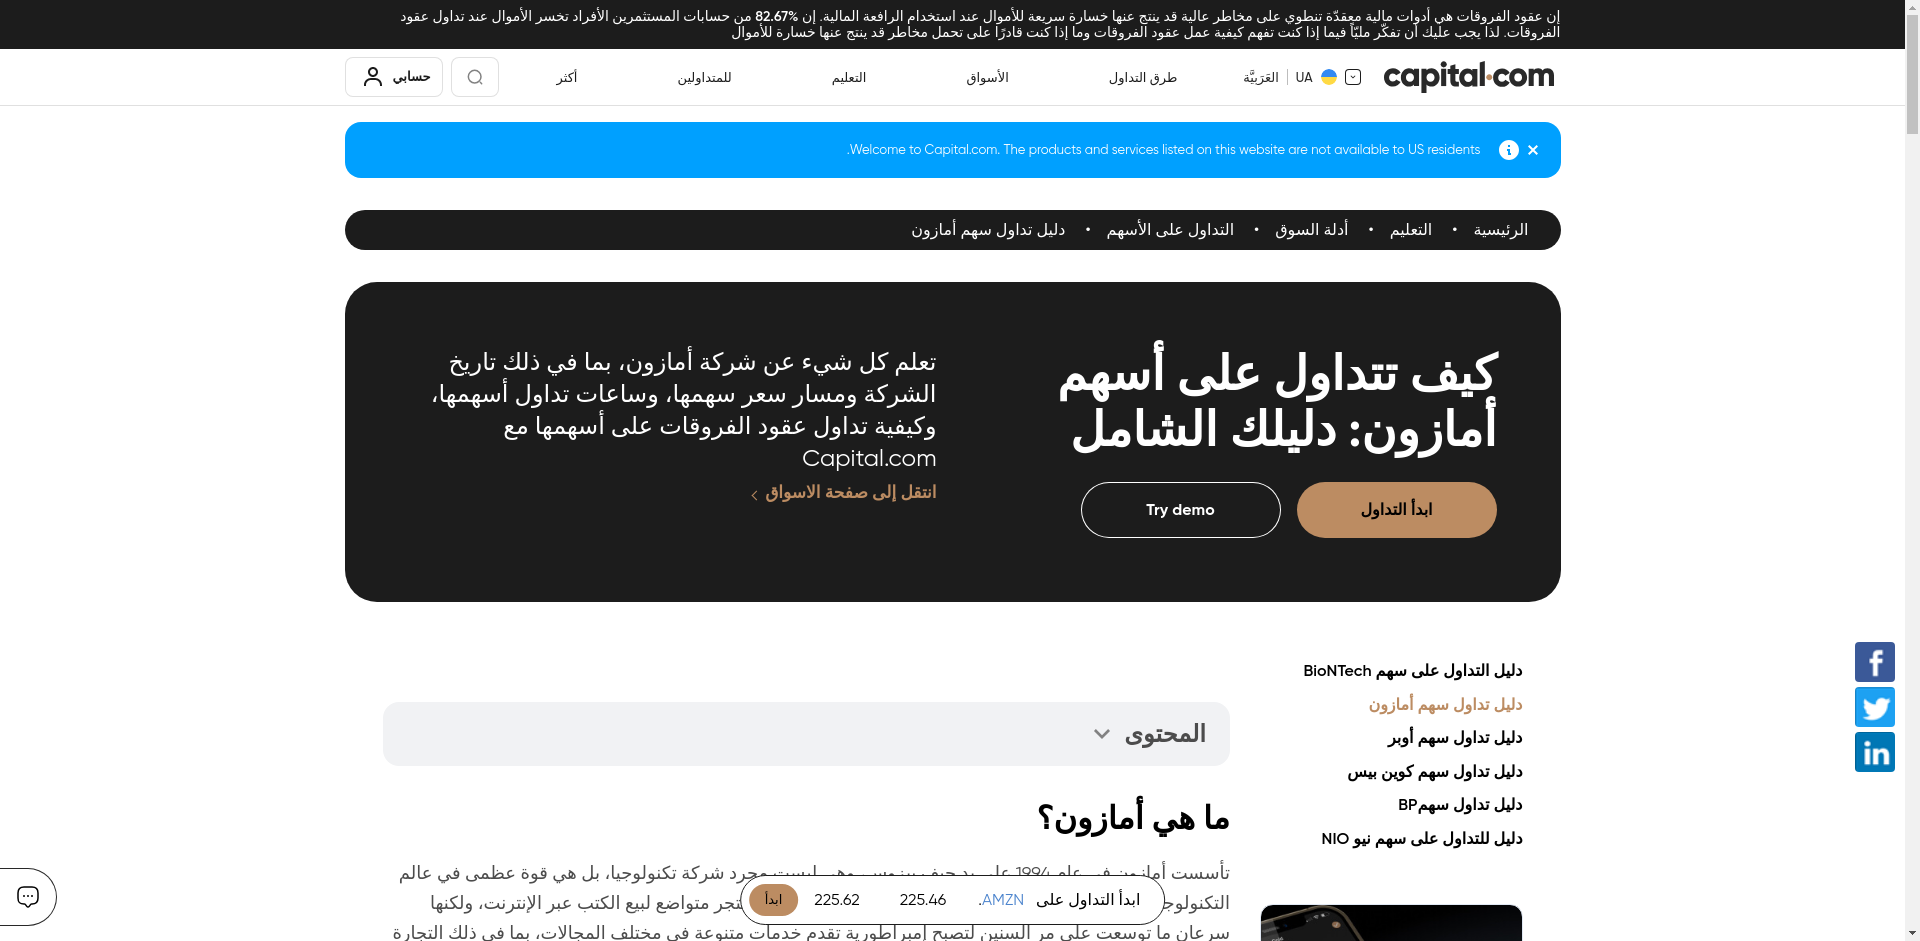 إن عقود الفروقات هي أدوات مالية معقدّة تنطوي على مخاطر عالية قد ينتج عنها خسارة سريعة للأموال عند استخدام الرافعة المالية. إن 82.67% من حسابات المستثمرين الأفراد تخسر الأموال عند تداول عقود
الفروقات. لذا يجب عليك أن تفكّر مليّاً فيما إذا كنت تفهم كيفية عمل عقود الفروقات وما إذا كنت قادرًا على تحمل مخاطر قد ينتج عنها خسارة للأموال
capital.com
UA | العَرَبِيَّة
طرق التداول
الأسواق
التعليم
للمتداولين
أكثر
حسابي
Welcome to Capital.com. The products and services listed on this website are not available to US residents.
الرئيسية • التعليم • أدلة السوق • التداول على الأسهم • دليل تداول سهم أمازون
كيف تتداول على أسهم
أمازون: دليلك الشامل
ابدأ التداول
Try demo
تعلم كل شيء عن شركة أمازون، بما في ذلك تاريخ
الشركة ومسار سعر سهمها، وساعات تداول أسهمها،
وكيفية تداول عقود الفروقات على أسهمها مع
Capital.com
انتقل إلى صفحة الاسواق
دليل التداول على سهم BioNTech
دليل تداول سهم أمازون
دليل تداول سهم أوبر
دليل تداول سهم كوين بيس
دليل تداول سهمBP
دليل للتداول على سهم نيو NIO
المحتوى
ما هي أمازون؟
تأسست أمازون في عام 1994 على يد جيف بيزوس، وهي ليست مجرد شركة تكنولوجيا، بل هي قوة عظمى في عالم
متواضع لبيع الكتب عبر الإنترنت، ولكنها
سرعان ما توسعت على مر السنين لتصبح إمبراطورية تقدم خدمات متنوعة في مختلف المجالات، بما في ذلك التجارة
ابدأ التداول على AMZN.
225.46
225.62
ابدأ